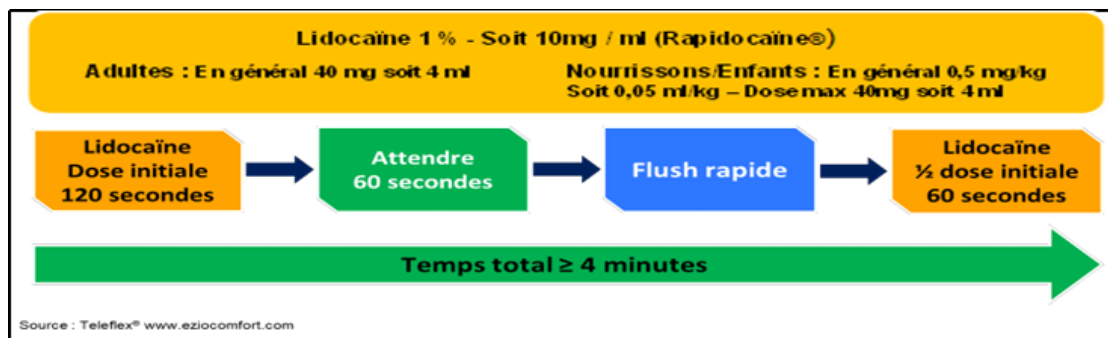 Lidocaïne 1 % - Soit 10mg / ml (Rapidocaïne®)
Adultes : En général 40 mg soit 4 ml
Nourrissons/Enfants : En général 0,5 mg/kg
Soit 0,05 ml/kg – Dose max 40mg soit 4 ml
Lidocaïne
Dose initiale
120 secondes
Attendre
60 secondes
Flush rapide
Lidocaïne
½ dose initiale
60 secondes
Temps total ≥ 4 minutes
Source : Teleflex® www.eziocomfort.com